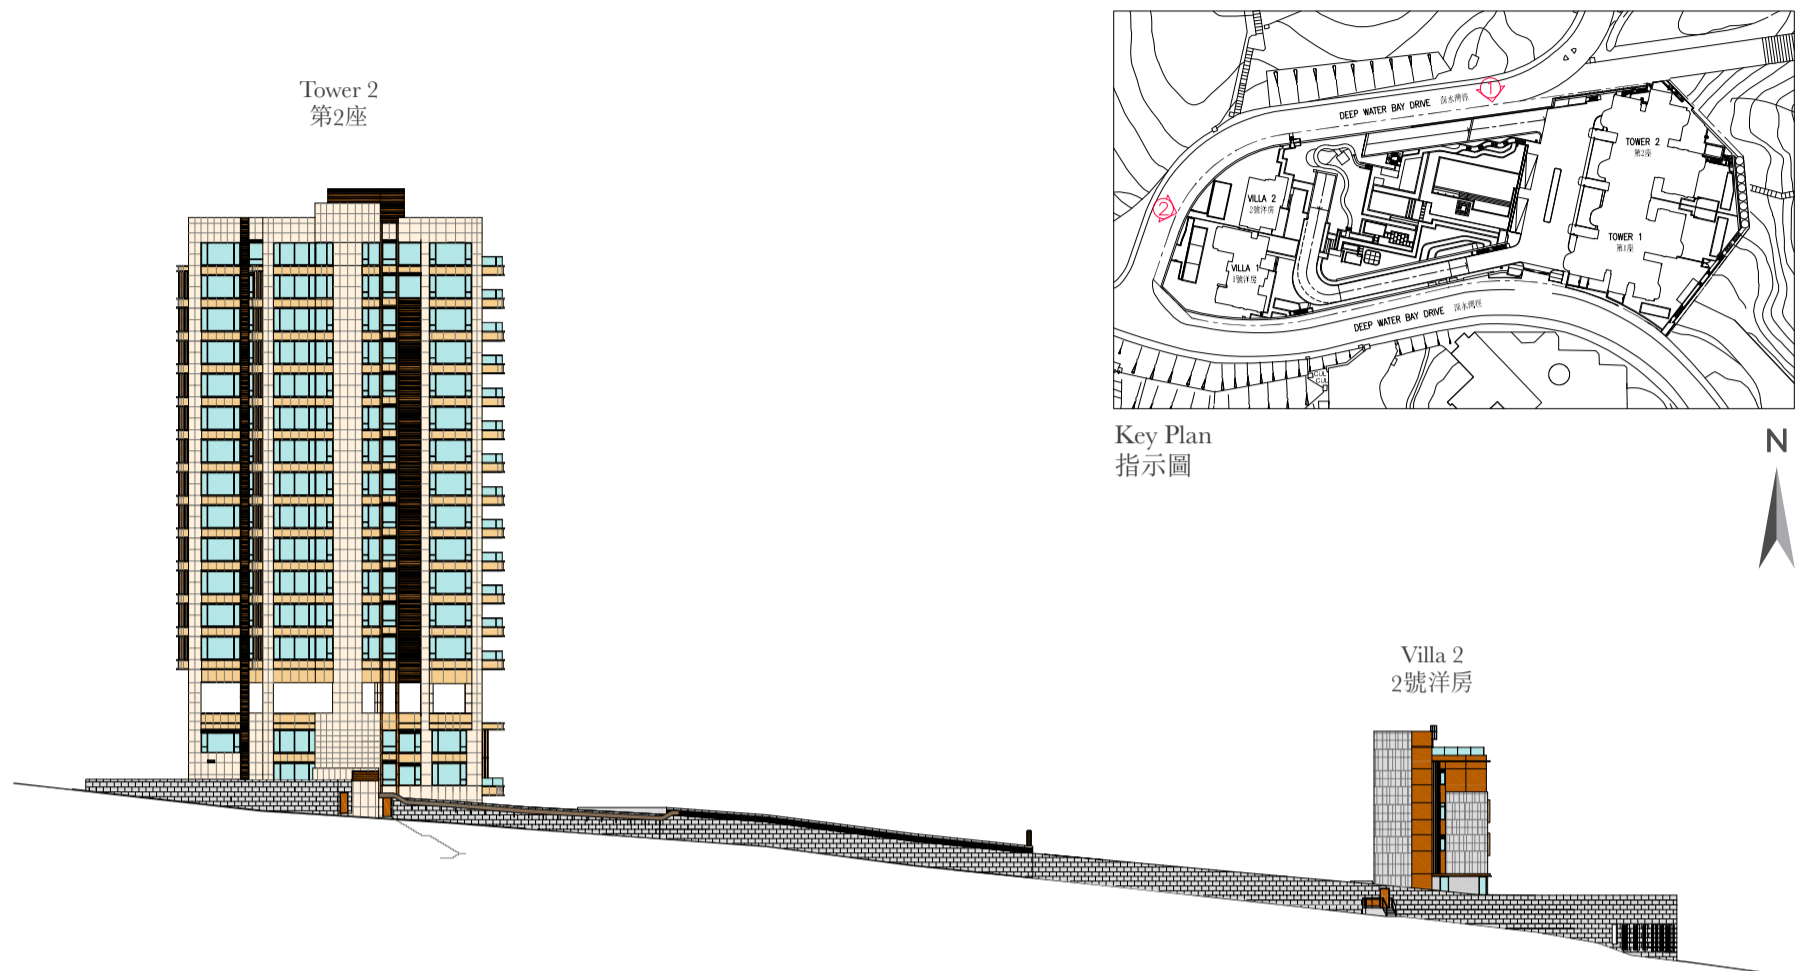 Tower 2
第2座
1
DEEP WATER BAY DRIVE 深水灣徑
TOWER 2
第2座
2
VILLA 2
2號洋房
TOWER 1
第1座
VILLA 1
1號洋房
DEEP WATER BAY DRIVE 深水灣徑
Key Plan
指示圖
N
Villa 2
2號洋房